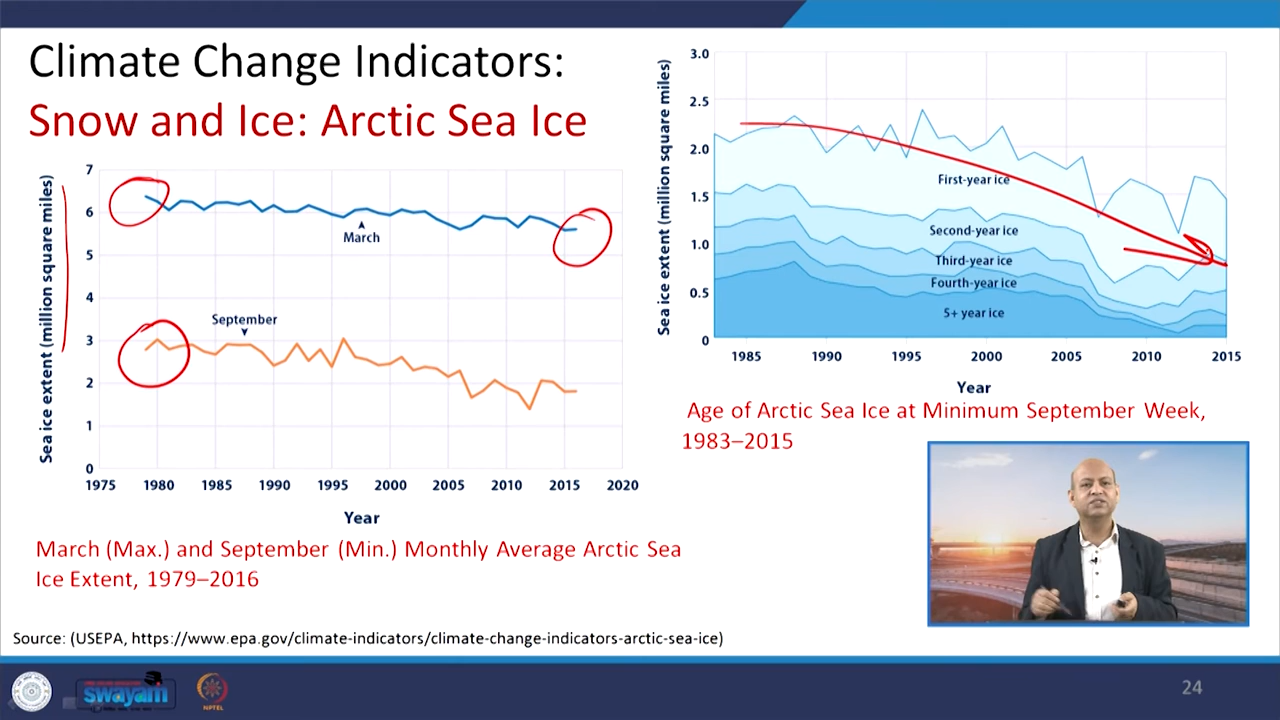 Climate Change Indicators:
Snow and Ice: Arctic Sea Ice
Sea ice extent (million square miles)
7
6
5
4
3
2
1
0
March
September
1975 1980 1985 1990 1995 2000 2005 2010 2015 2020
Year
March (Max.) and September (Min.) Monthly Average Arctic Sea
Ice Extent, 1979–2016
Sea ice extent (million square miles)
3.0
2.5
2.0
1.5
1.0
0.5
0
First-year ice
Second-year ice
Third-year ice
Fourth-year ice
5+ year ice
1985 1990 1995 2000 2005 2010 2015
Year
Age of Arctic Sea Ice at Minimum September Week,
1983–2015
Source: (USEPA, https://www.epa.gov/climate-indicators/climate-change-indicators-arctic-sea-ice)
swayam
NPTEL
24